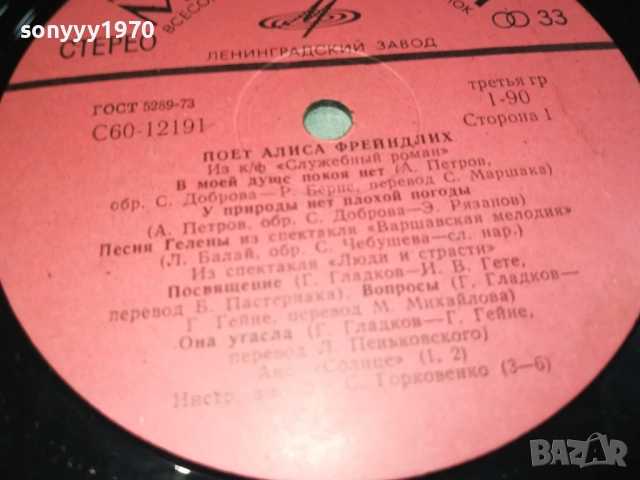 sonyyy1970
СТЕРЕО
33
ЛЕНИНГРАДСКИЙ ЗАВОД
ГОСТ 5289-73
С60-12191
третья гр
1-90
Сторона 1
ПОЕТ АЛИСА ФРЕЙНДЛИХ
Из к/ф «Служебный роман»
В моей душе покоя нет (А. Петров,
обр. С. Доброва—Р. Бернс, перевод С. Маршака)
У природы нет плохой погоды
(А. Петров, обр. С. Доброва—Э. Рязанов)
Песня Гелены из спектакля «Варшавская мелодия»
(Л. Балай, обр. С. Чебушева—сл. нар.)
Из спектакля «Люди и страсти»
Посвящение (Г. Гладков—И. В. Гете,
перевод Б. Пастернака). Вопросы (Г. Гладков—
Г. Гейне, перевод М. Михайлова)
Она угасла (Г. Гладков—Г. Гейне,
перевод Л. Пеньковского)
Анс. «Солнце» (1, 2)
Инстр. анс. С. Горковенко (3—6)
BAZAR